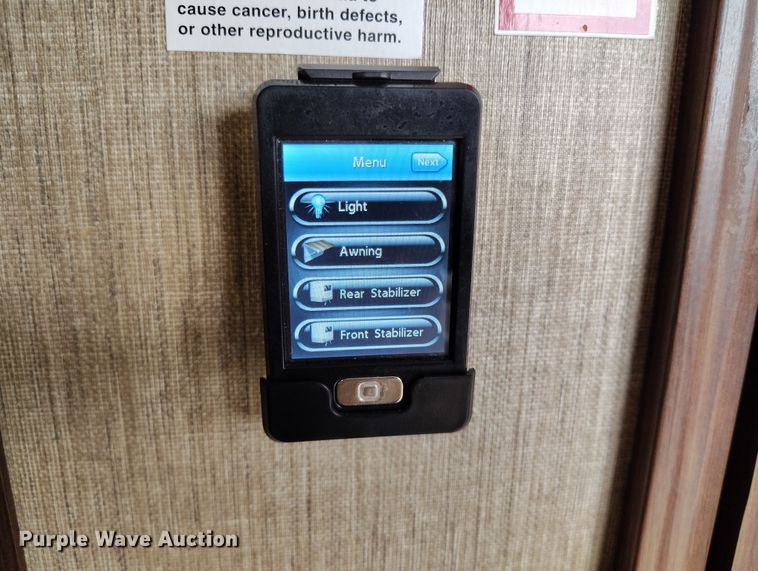 cause cancer, birth defects,
or other reproductive harm.
Menu
Next
Light
Awning
Rear Stabilizer
Front Stabilizer
Purple Wave Auction